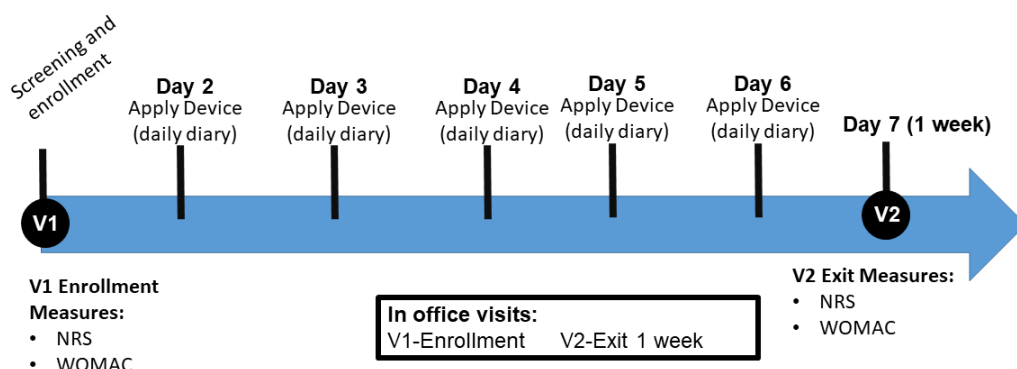 Screening and
enrollment
Day 2
Apply Device
(daily diary)
Day 3
Apply Device
(daily diary)
Day 4
Apply Device
(daily diary)
Day 5
Apply Device
(daily diary)
Day 6
Apply Device
(daily diary)
Day 7 (1 week)
V1
V2
V1 Enrollment
Measures:
• NRS
• WOMAC
In office visits:
V1-Enrollment V2-Exit 1 week
V2 Exit Measures:
• NRS
• WOMAC